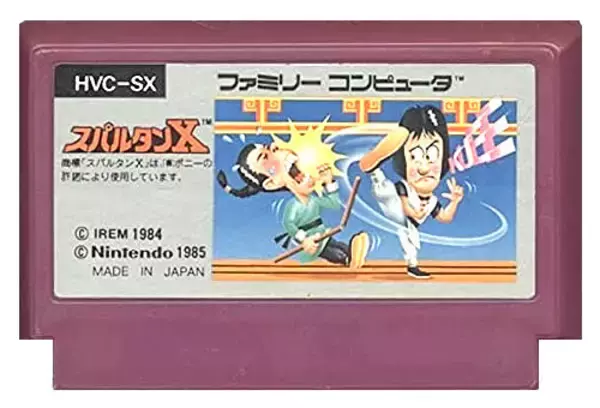 HVC-SX
ファミリー コンピュータ™
スパルタンX™
商標「スパルタンX」は、(株)ポニーの
許諾により使用しています。
© IREM 1984
© Nintendo 1985
MADE IN JAPAN